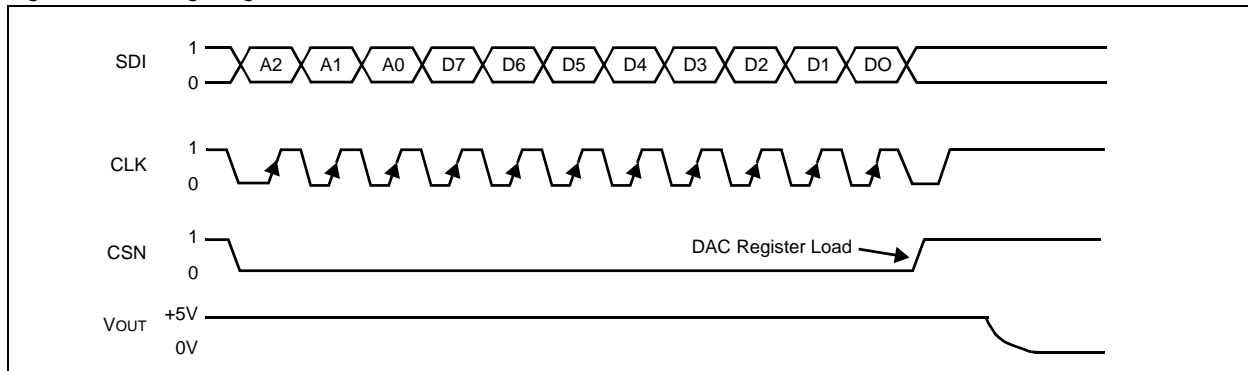 SDI
1
0
A2 A1 A0 D7 D6 D5 D4 D3 D2 D1 DO
CLK
1
0
CSN
1
0
DAC Register Load
VOUT
+5V
0V